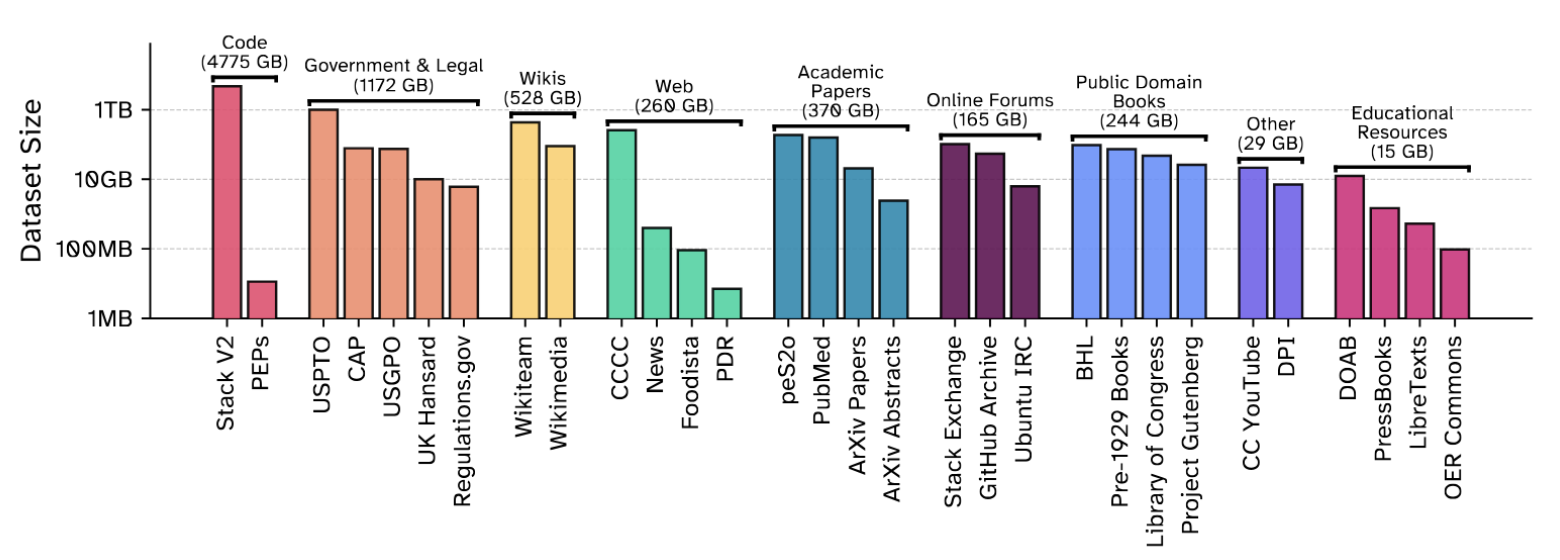 Code
(4775 GB)
Government & Legal
(1172 GB)
Wikis
(528 GB)
Web
(260 GB)
Academic
Papers
(370 GB)
Online Forums
(165 GB)
Public Domain
Books
(244 GB)
Other
(29 GB)
Educational
Resources
(15 GB)
Dataset Size
1TB
10GB
100MB
1MB
Stack V2
PEPs
USPTO
CAP
USGPO
UK Hansard
Regulations.gov
Wikiteam
Wikimedia
CCCC
News
Foodista
PDR
peS2o
PubMed
ArXiv Papers
ArXiv Abstracts
Stack Exchange
GitHub Archive
Ubuntu IRC
BHL
Pre-1929 Books
Library of Congress
Project Gutenberg
CC YouTube
DPI
DOAB
PressBooks
LibreTexts
OER Commons